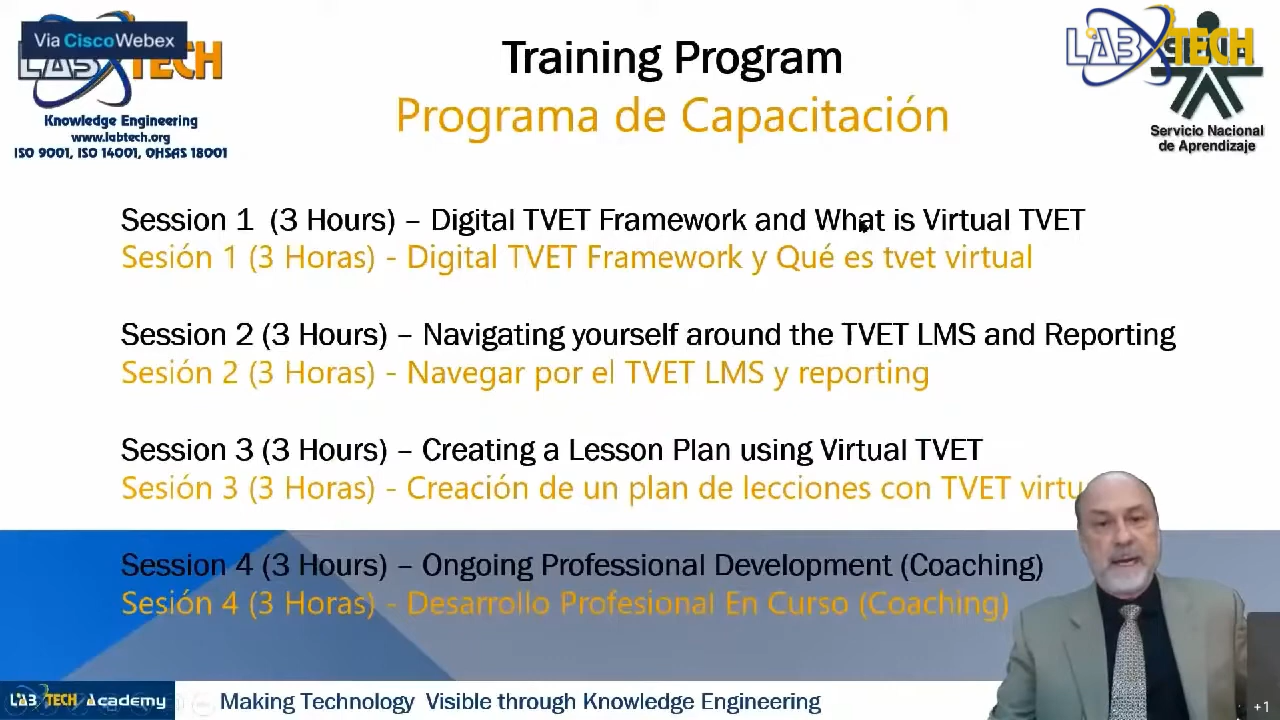 Via Cisco Webex
LAB TECH
Knowledge Engineering
www.labtech.org
ISO 9001, ISO 14001, OHSAS 18001
Training Program
Programa de Capacitación
LAB TECH
Servicio Nacional
de Aprendizaje
Session 1 (3 Hours) – Digital TVET Framework and What is Virtual TVET
Sesión 1 (3 Horas) - Digital TVET Framework y Qué es tvet virtual
Session 2 (3 Hours) – Navigating yourself around the TVET LMS and Reporting
Sesión 2 (3 Horas) - Navegar por el TVET LMS y reporting
Session 3 (3 Hours) – Creating a Lesson Plan using Virtual TVET
Sesión 3 (3 Horas) - Creación de un plan de lecciones con TVET virtu
Session 4 (3 Hours) – Ongoing Professional Development (Coaching)
Sesión 4 (3 Horas) - Desarrollo Profesional En Curso (Coaching)
LAB TECH Academy
Making Technology Visible through Knowledge Engineering
+1